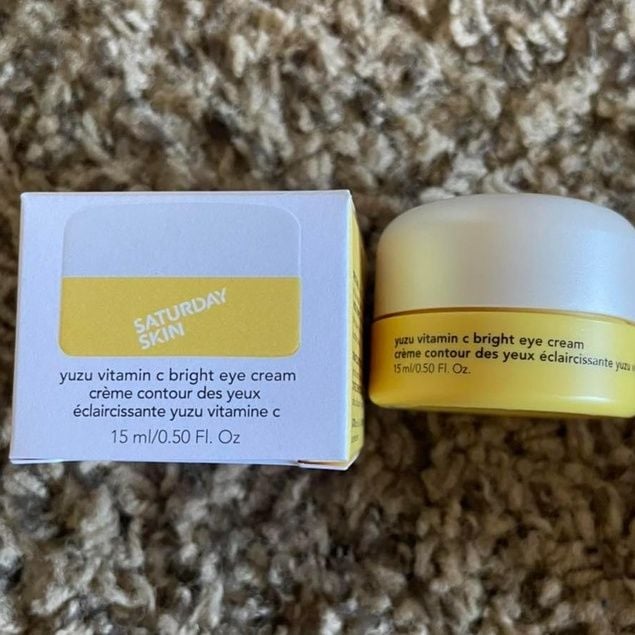 SATURDAY
SKIN
yuzu vitamin c bright eye cream
crème contour des yeux
éclaircissante yuzu vitamine c
15 ml/0.50 Fl. Oz
yuzu vitamin c bright eye cream
crème contour des yeux éclaircissante yuzu
15 ml/0.50 Fl. Oz.